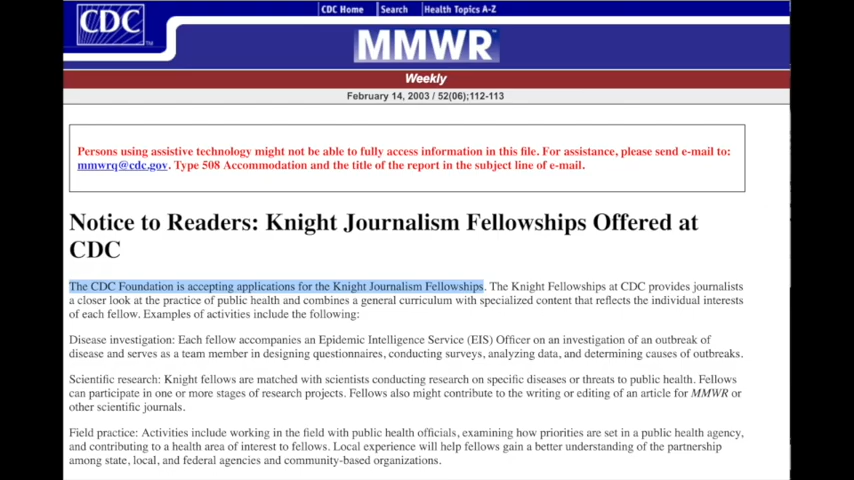 CDC Home | Search | Health Topics A-Z
CDC
TM
MMWR™
Weekly
February 14, 2003 / 52(06);112-113
Persons using assistive technology might not be able to fully access information in this file. For assistance, please send e-mail to:
mmwrq@cdc.gov. Type 508 Accommodation and the title of the report in the subject line of e-mail.
Notice to Readers: Knight Journalism Fellowships Offered at
CDC
The CDC Foundation is accepting applications for the Knight Journalism Fellowships. The Knight Fellowships at CDC provides journalists
a closer look at the practice of public health and combines a general curriculum with specialized content that reflects the individual interests
of each fellow. Examples of activities include the following:
Disease investigation: Each fellow accompanies an Epidemic Intelligence Service (EIS) Officer on an investigation of an outbreak of
disease and serves as a team member in designing questionnaires, conducting surveys, analyzing data, and determining causes of outbreaks.
Scientific research: Knight fellows are matched with scientists conducting research on specific diseases or threats to public health. Fellows
can participate in one or more stages of research projects. Fellows also might contribute to the writing or editing of an article for MMWR or
other scientific journals.
Field practice: Activities include working in the field with public health officials, examining how priorities are set in a public health agency,
and contributing to a health area of interest to fellows. Local experience will help fellows gain a better understanding of the partnership
among state, local, and federal agencies and community-based organizations.